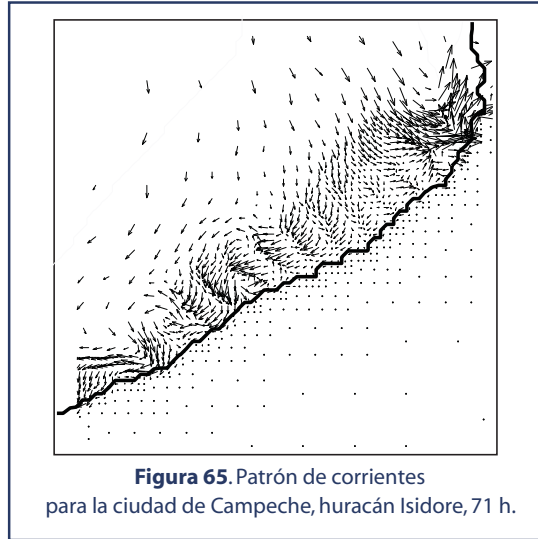 Figura 65. Patrón de corrientes
para la ciudad de Campeche, huracán Isidore, 71 h.